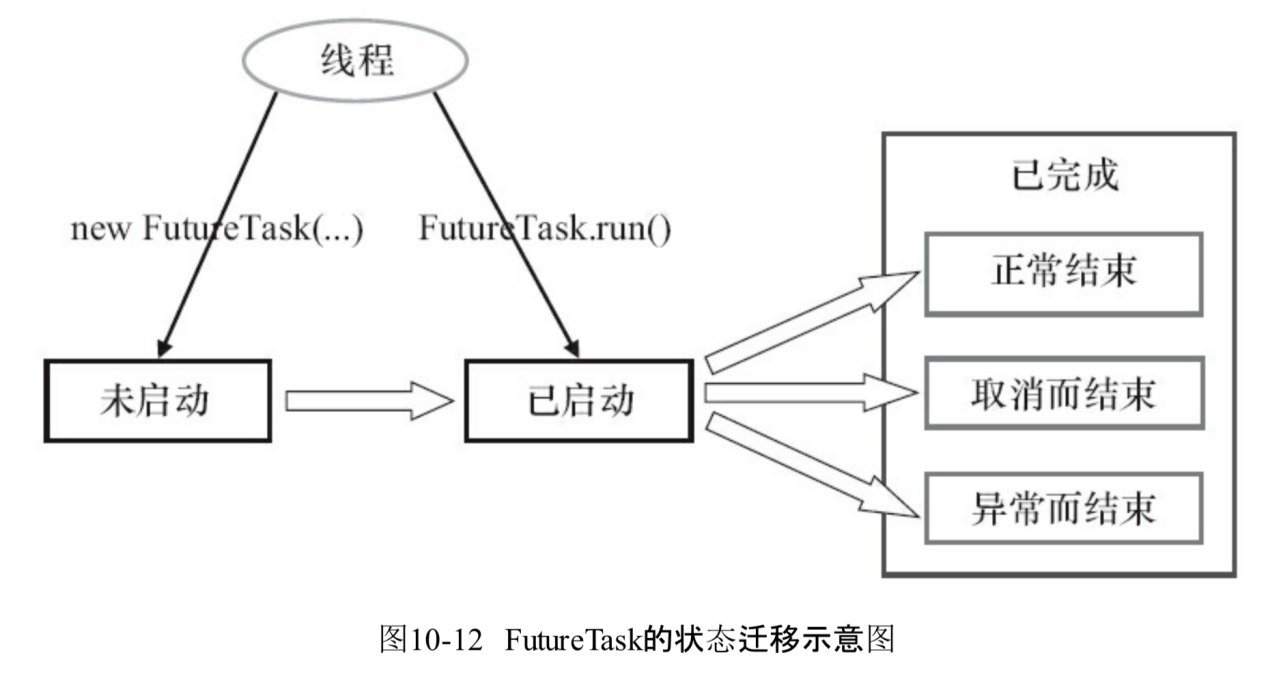 线程
new FutureTask(...)
FutureTask.run()
未启动
已启动
已完成
正常结束
取消而结束
异常而结束
图10-12 FutureTask的状态迁移示意图